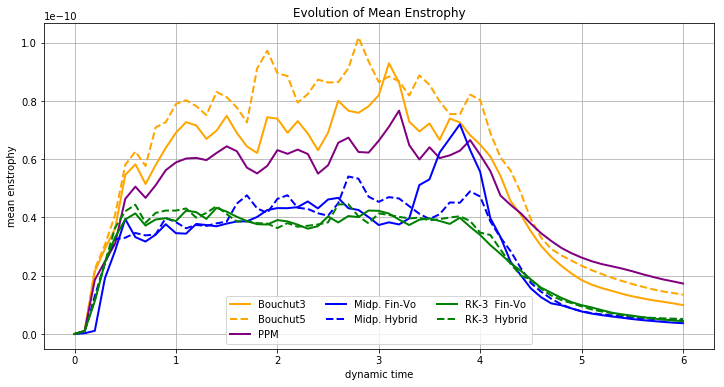 Evolution of Mean Enstrophy
1e−10
1.0
0.8
0.6
0.4
0.2
0.0
mean enstrophy
Bouchut3 Midp. Fin-Vo RK-3 Fin-Vo
Bouchut5 Midp. Hybrid RK-3 Hybrid
PPM
0 1 2 3 4 5 6
dynamic time